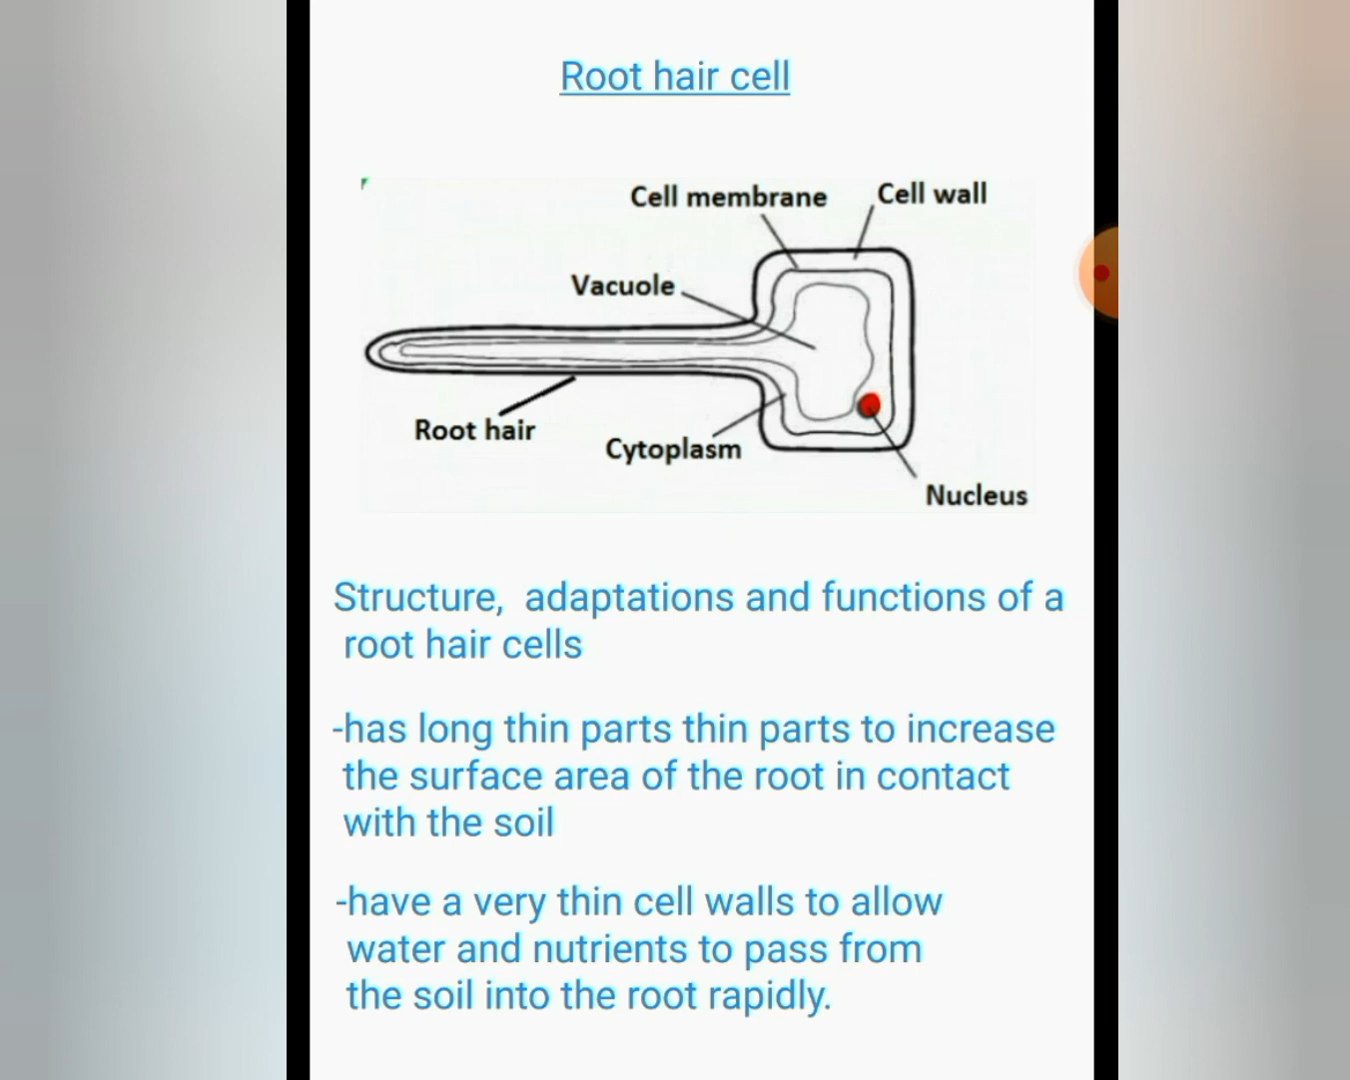 Root hair cell
Cell membrane
Cell wall
Vacuole
Root hair
Cytoplasm
Nucleus
Structure, adaptations and functions of a
root hair cells
-has long thin parts thin parts to increase
the surface area of the root in contact
with the soil
-have a very thin cell walls to allow
water and nutrients to pass from
the soil into the root rapidly.